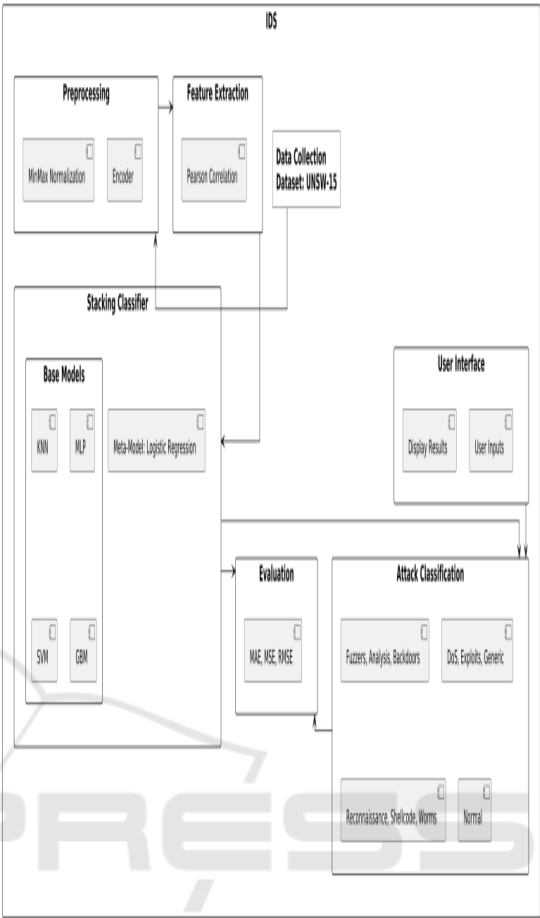 IDS
Preprocessing
MinMax Normalization
Encoder
Feature Extraction
Pearson Correlation
Data Collection
Dataset: UNSW-15
Stacking Classifier
Base Models
KNN
MLP
SVM
GBM
Meta-Model: Logistic Regression
User Interface
Display Results
User Inputs
Evaluation
MAE, MSE, RMSE
Attack Classification
Fuzzers, Analysis, Backdoors
DoS, Exploits, Generic
Reconnaissance, Shellcode, Worms
Normal
PRESS